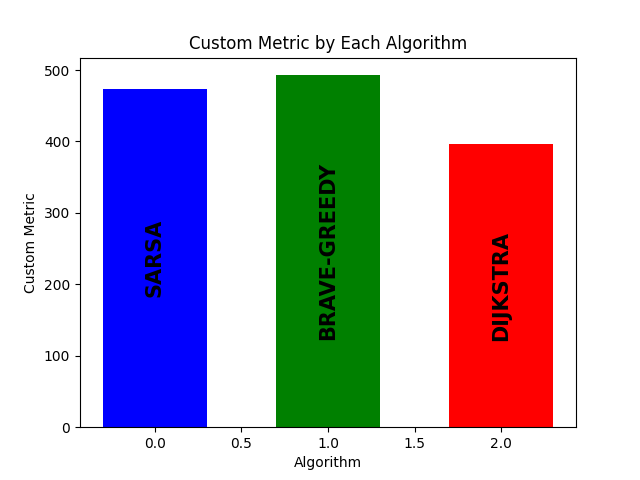 Custom Metric by Each Algorithm
500
400
300
200
100
0
Custom Metric
SARSA
BRAVE-GREEDY
DIJKSTRA
0.0 0.5 1.0 1.5 2.0
Algorithm